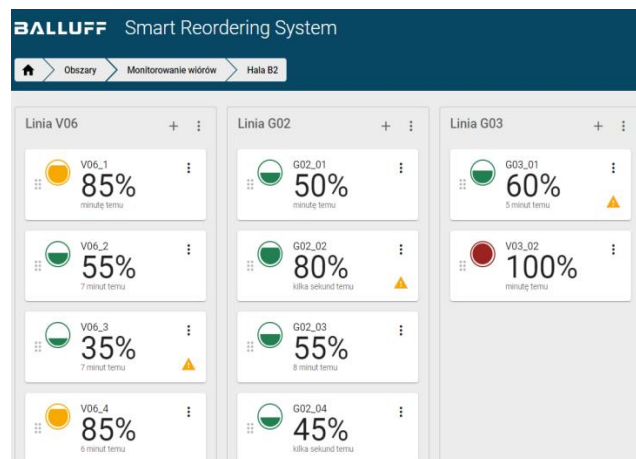 BALLUFF Smart Reordering System
Obszary Monitorowanie wiórów Hala B2
Linia V06
V06_1
85%
minutę temu
V06_2
55%
7 minut temu
V06_3
35%
7 minut temu
V06_4
85%
6 minut temu
Linia G02
G02_01
50%
minutę temu
G02_02
80%
kilka sekund temu
G02_03
55%
8 minut temu
G02_04
45%
kilka sekund temu
Linia G03
G03_01
60%
5 minut temu
V03_02
100%
minutę temu